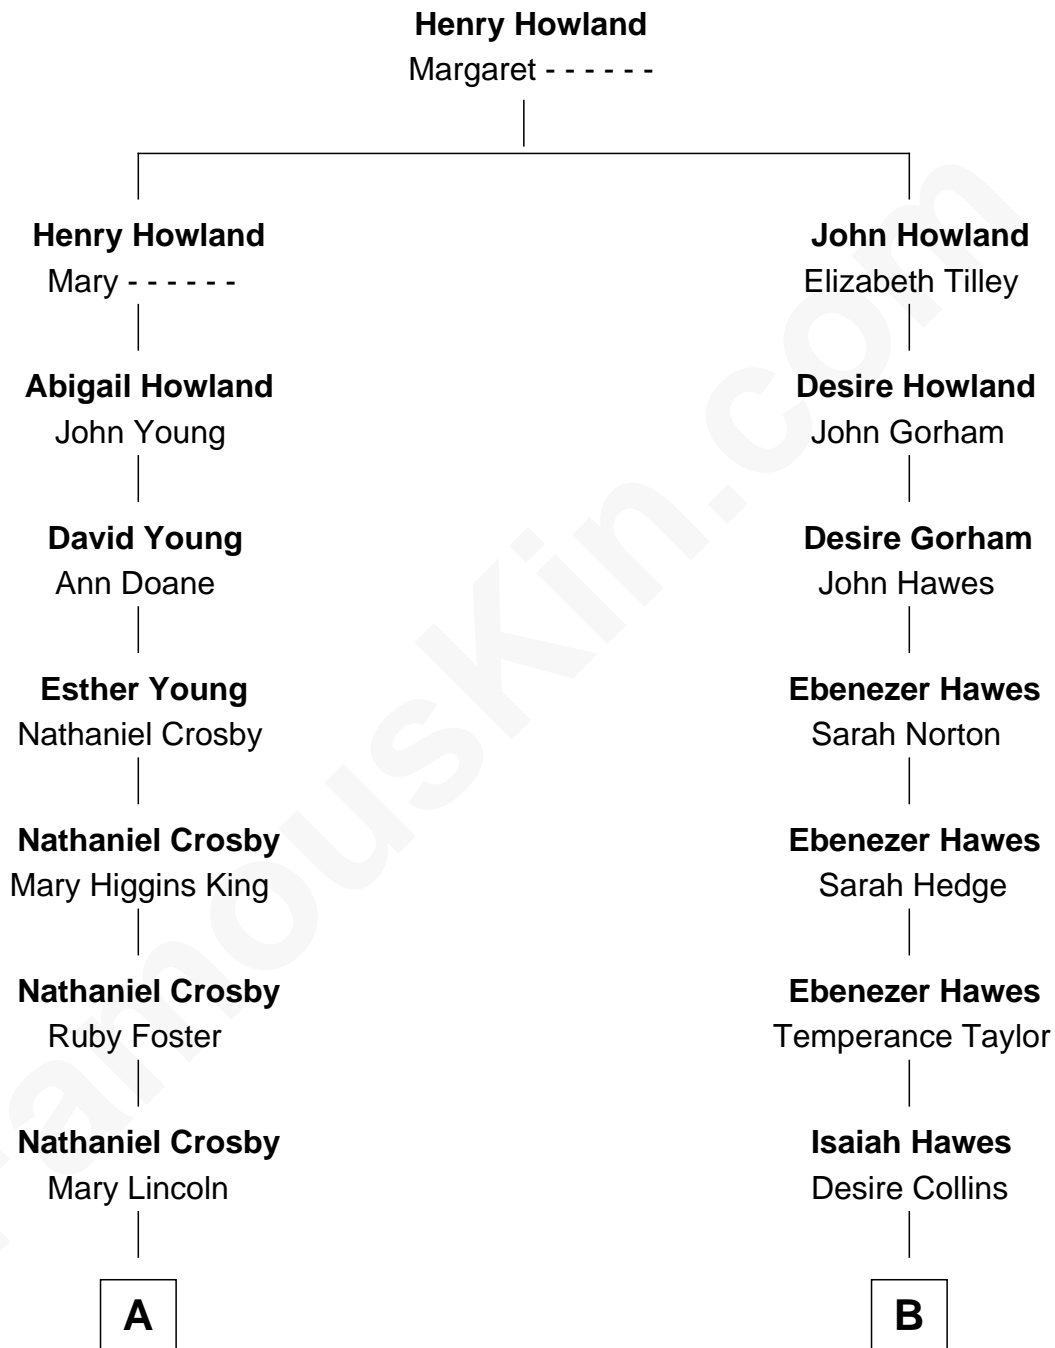 Henry Howland
Margaret - - - - - -
Henry Howland
Mary - - - - - -
John Howland
Elizabeth Tilley
Abigail Howland
John Young
Desire Howland
John Gorham
David Young
Ann Doane
Desire Gorham
John Hawes
Esther Young
Nathaniel Crosby
Ebenezer Hawes
Sarah Norton
Nathaniel Crosby
Mary Higgins King
Ebenezer Hawes
Sarah Hedge
Nathaniel Crosby
Ruby Foster
Ebenezer Hawes
Temperance Taylor
Nathaniel Crosby
Mary Lincoln
Isaiah Hawes
Desire Collins
A
B
FamousKin.com